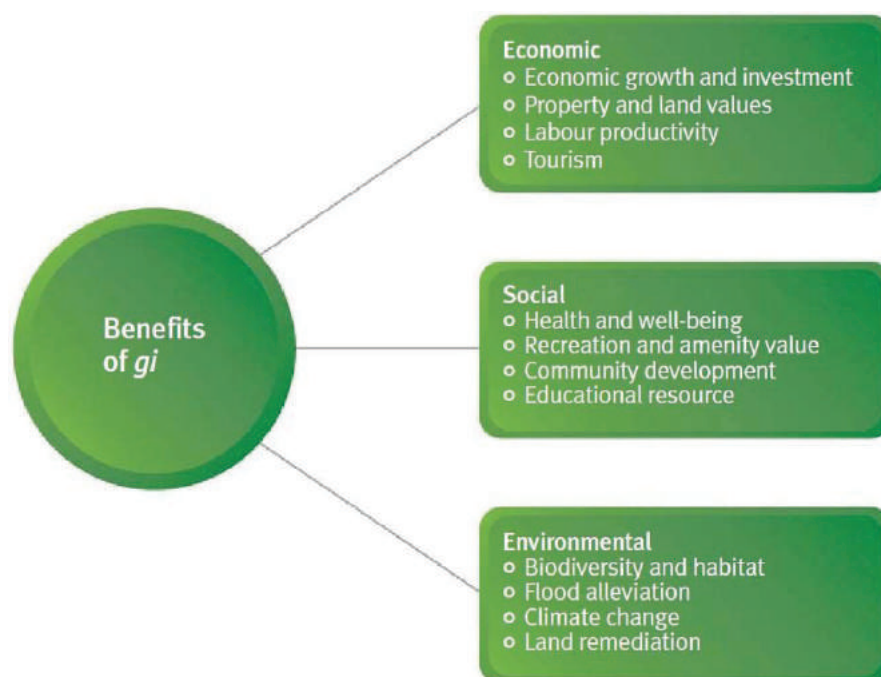 Benefits
of gi
Economic
Economic growth and investment
Property and land values
Labour productivity
Tourism
Social
Health and well-being
Recreation and amenity value
Community development
Educational resource
Environmental
Biodiversity and habitat
Flood alleviation
Climate change
Land remediation